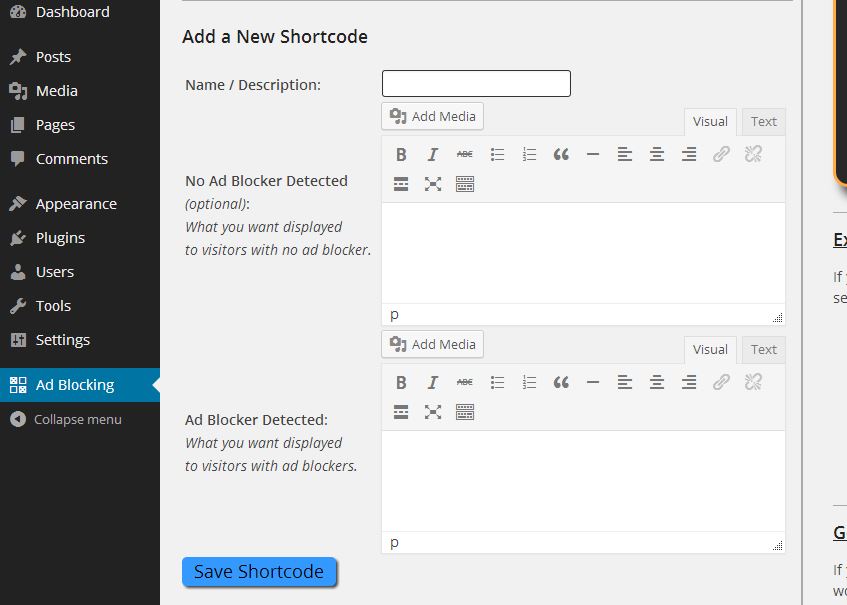 Dashboard
Posts
Media
Pages
Comments
Appearance
Plugins
Users
Tools
Settings
Ad Blocking
Collapse menu
Add a New Shortcode
Name / Description:
Add Media
Visual Text
B I ABC
No Ad Blocker Detected
(optional):
What you want displayed
to visitors with no ad blocker.
p
Add Media
Visual Text
B I ABC
Ad Blocker Detected:
What you want displayed
to visitors with ad blockers.
p
Save Shortcode
If
If